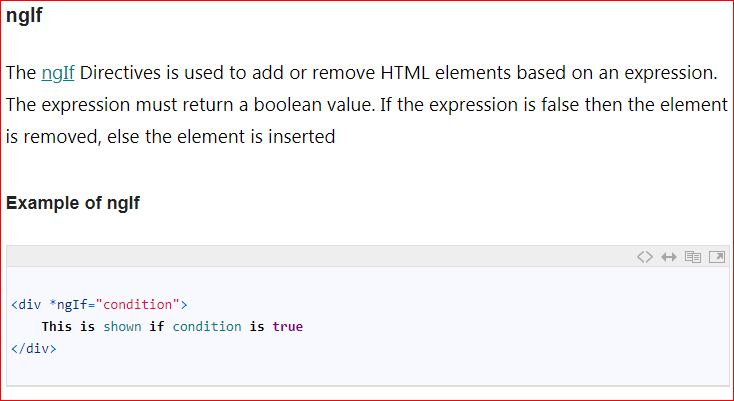 ngIf
The ngIf Directives is used to add or remove HTML elements based on an expression.
The expression must return a boolean value. If the expression is false then the element
is removed, else the element is inserted
Example of ngIf
<div *ngIf="condition">
    This is shown if condition is true
</div>